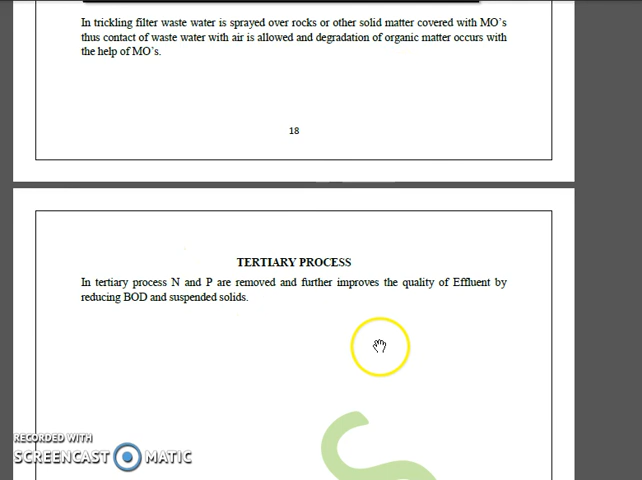 In trickling filter waste water is sprayed over rocks or other solid matter covered with MO's
thus contact of waste water with air is allowed and degradation of organic matter occurs with
the help of MO's.
18
TERTIARY PROCESS
In tertiary process N and P are removed and further improves the quality of Effluent by
reducing BOD and suspended solids.
RECORDED WITH
SCREENCAST MATIC